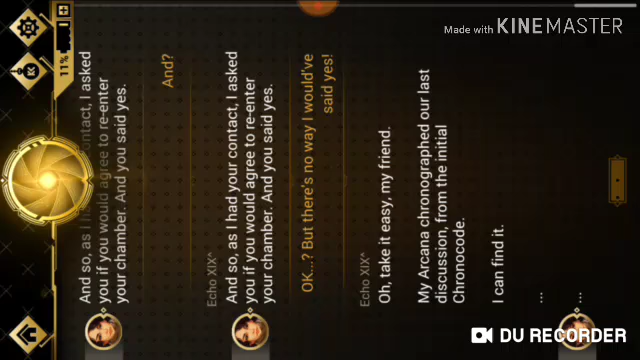 Made with KINEMASTER
11%
And so, as I had your contact, I asked
you if you would agree to re-enter
your chamber. And you said yes.
And?
Echo XIX^
And so, as I had your contact, I asked
you if you would agree to re-enter
your chamber. And you said yes.
OK...? But there's no way I would've
said yes!
Echo XIX^
Oh, take it easy, my friend.
My Arcana chronographed our last
discussion, from the initial
Chronocode.
I can find it.
...
...
DU RECORDER